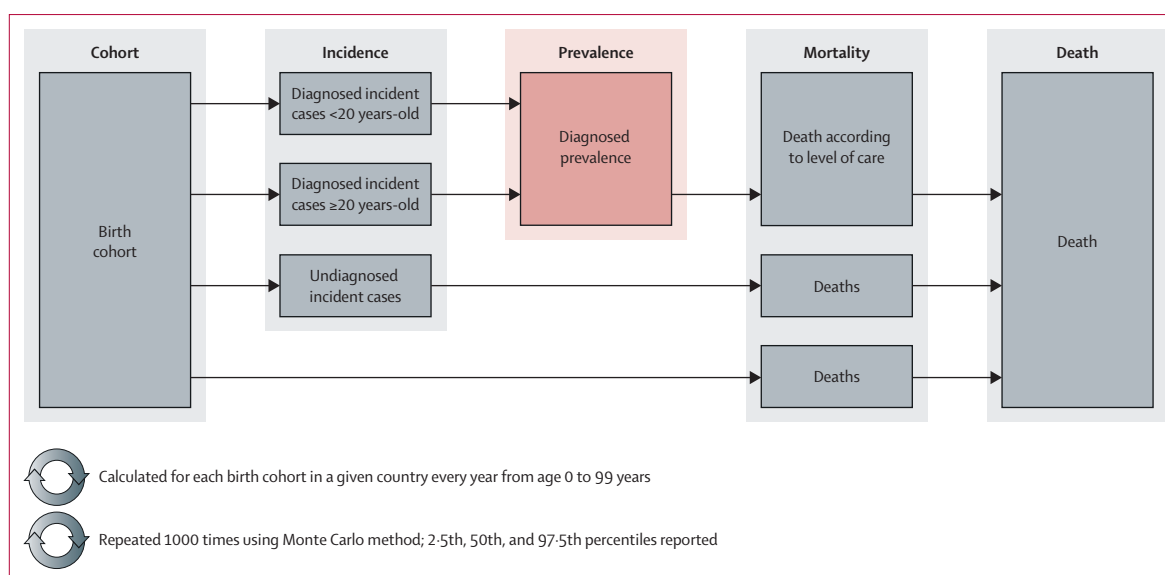 Cohort
Incidence
Prevalence
Mortality
Death
Birth
cohort
Diagnosed incident
cases <20 years-old
Diagnosed incident
cases ≥20 years-old
Undiagnosed
incident cases
Diagnosed
prevalence
Death according
to level of care
Deaths
Deaths
Death
Calculated for each birth cohort in a given country every year from age 0 to 99 years
Repeated 1000 times using Monte Carlo method; 2·5th, 50th, and 97·5th percentiles reported